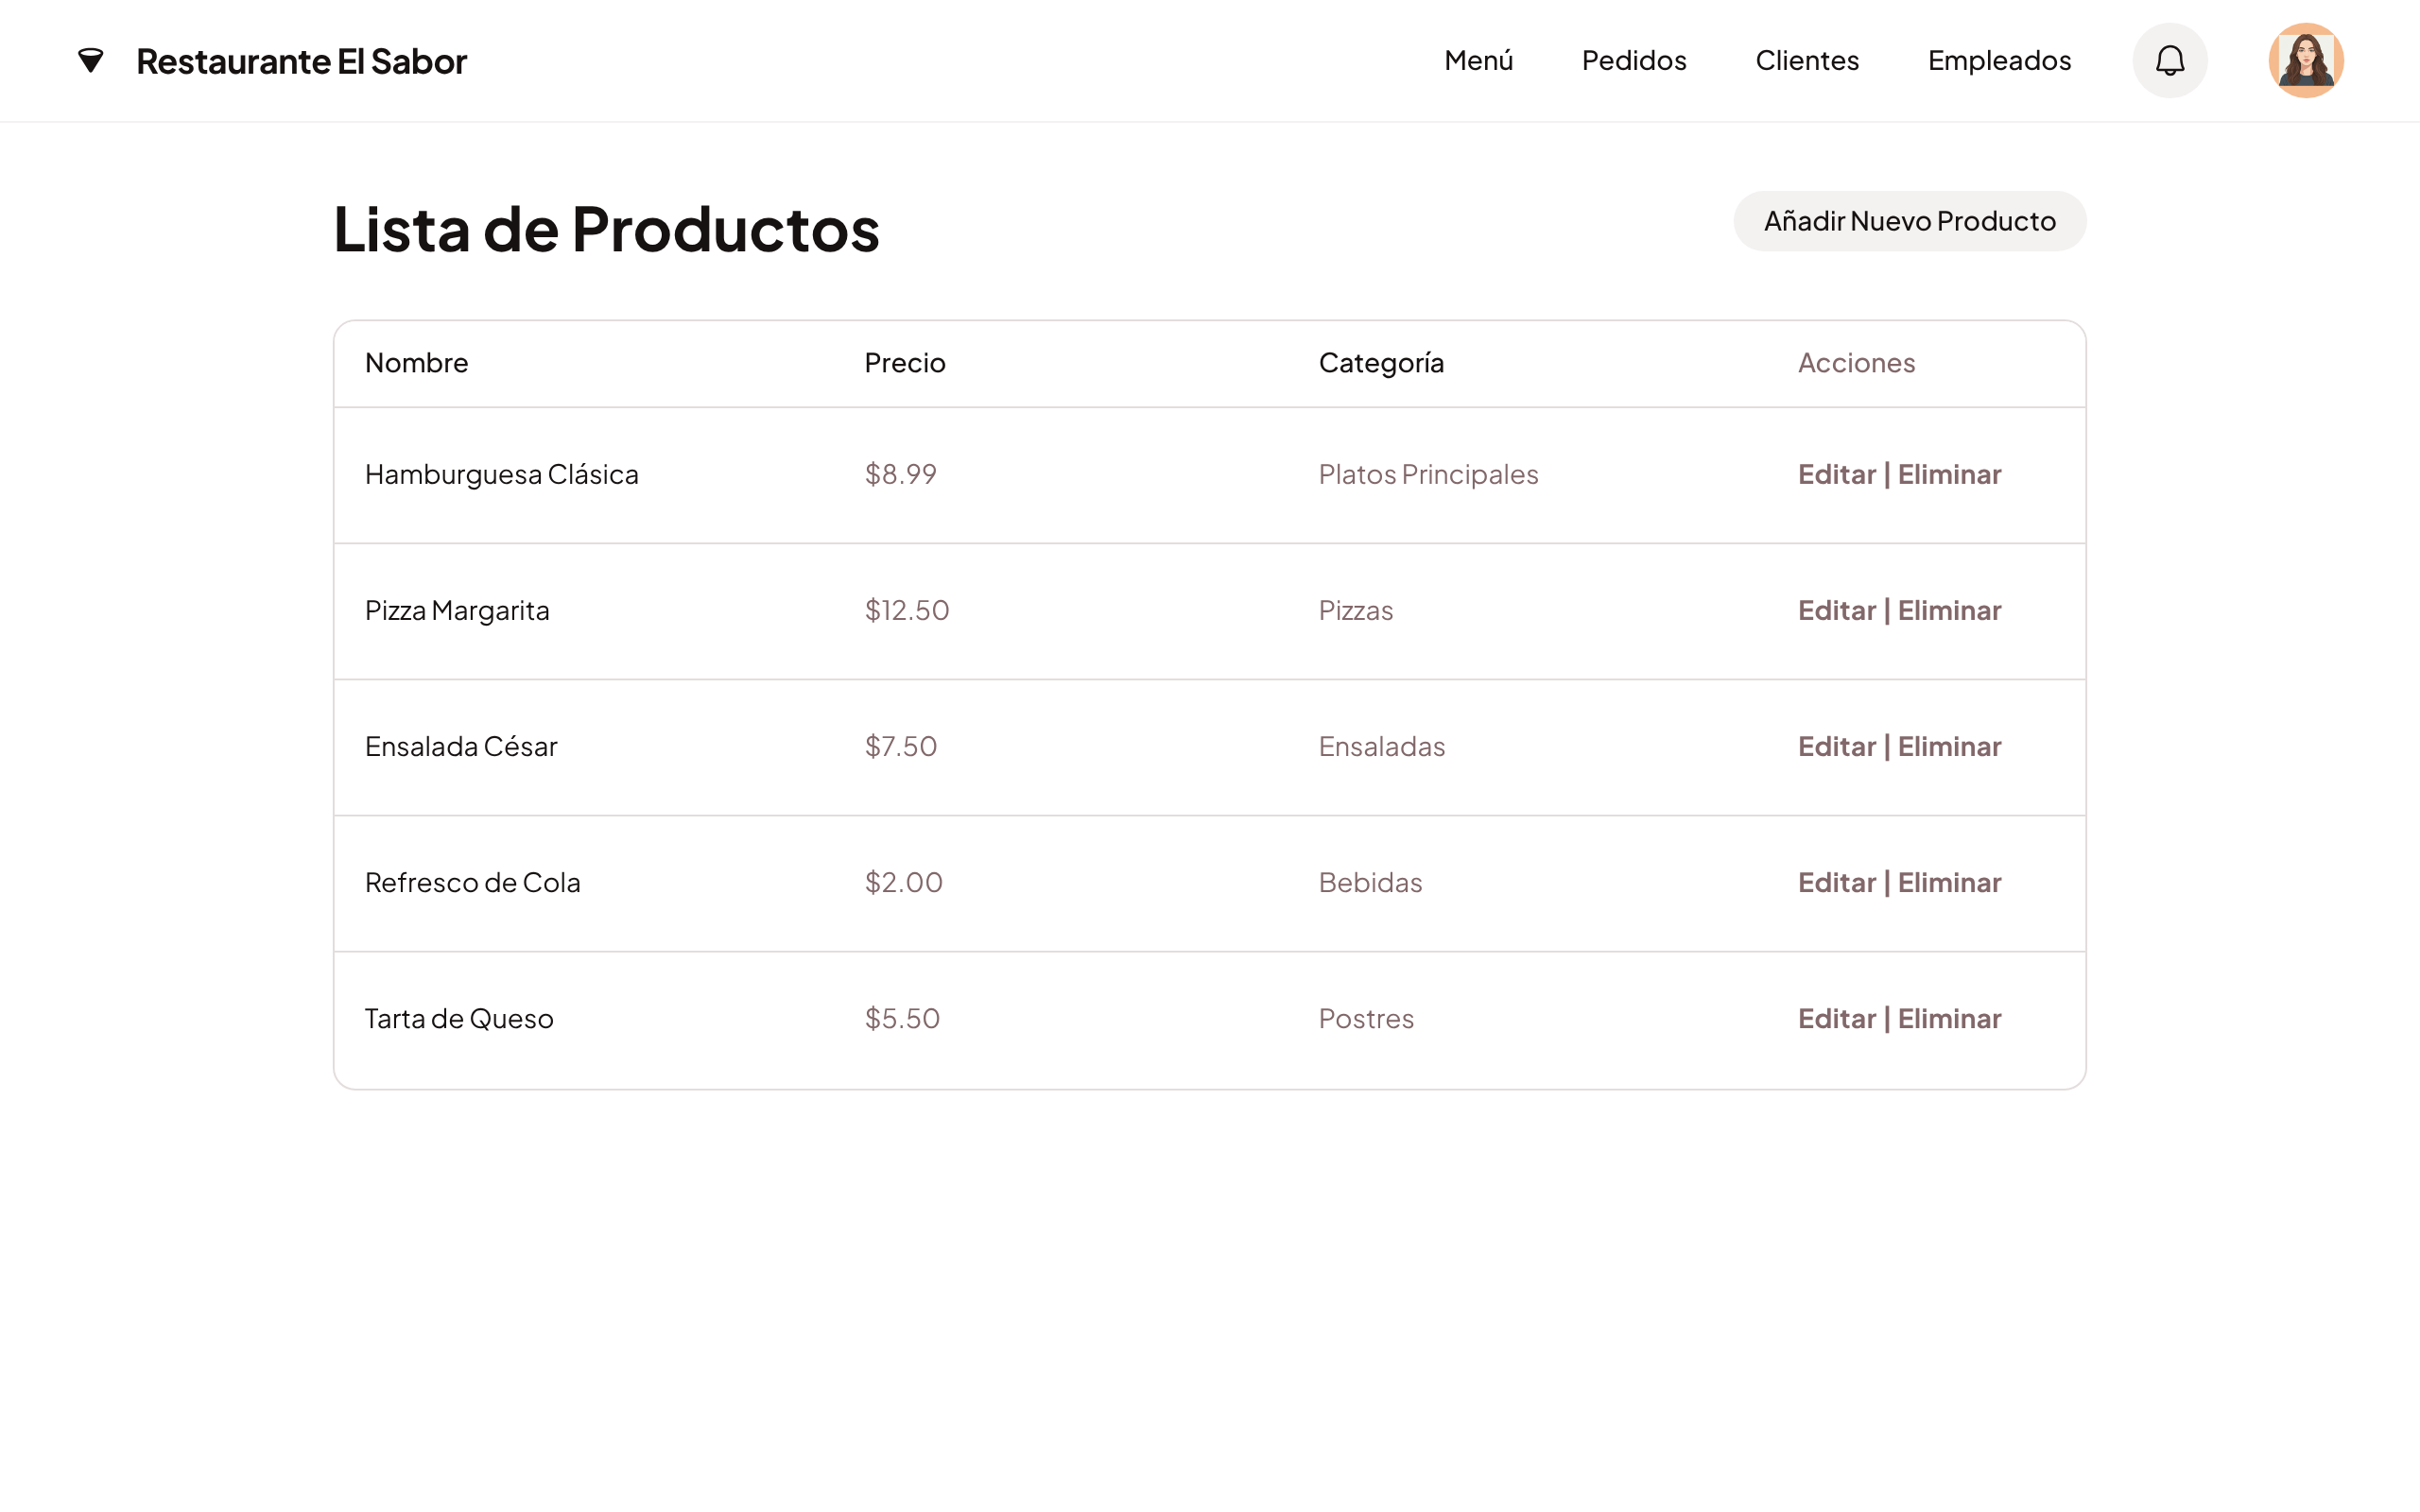 Restaurante El Sabor
Menú Pedidos Clientes Empleados
Lista de Productos
Añadir Nuevo Producto
Nombre Precio Categoría Acciones
Hamburguesa Clásica $8.99 Platos Principales Editar | Eliminar
Pizza Margarita $12.50 Pizzas Editar | Eliminar
Ensalada César $7.50 Ensaladas Editar | Eliminar
Refresco de Cola $2.00 Bebidas Editar | Eliminar
Tarta de Queso $5.50 Postres Editar | Eliminar